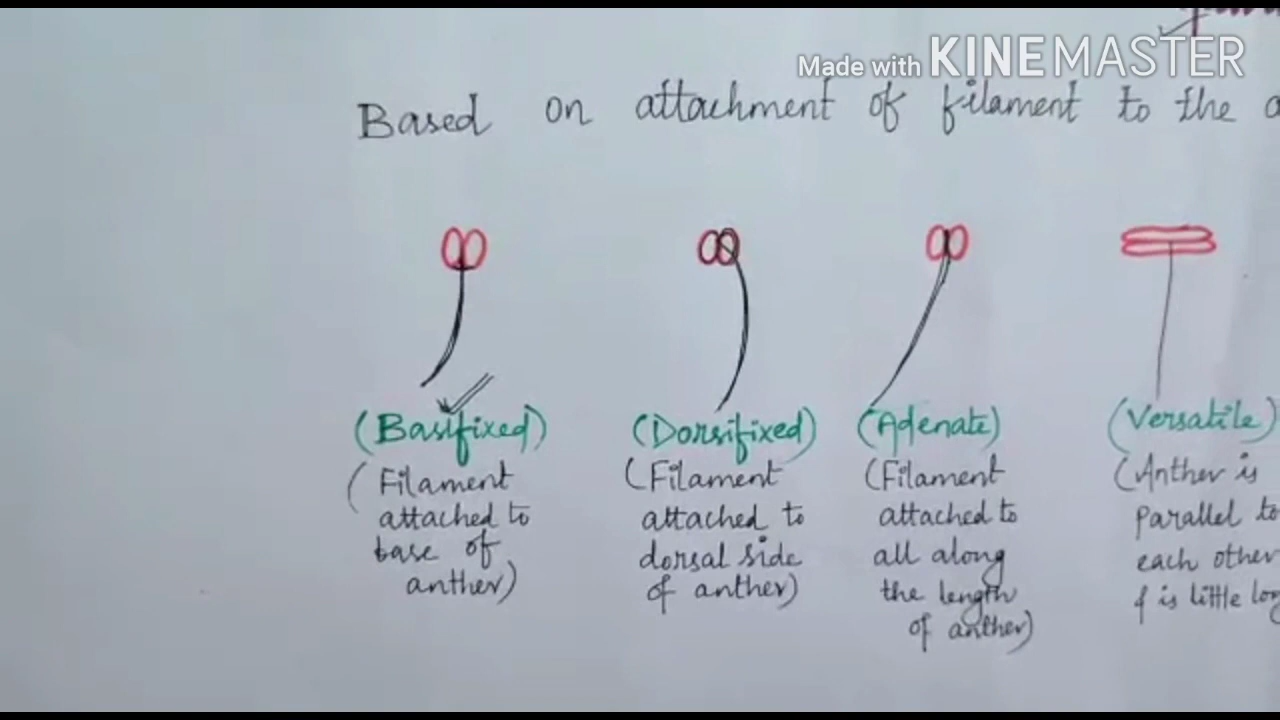 Made with KINEMASTER
Based on attachment of filament to the
(Basifixed)
(Filament
attached to
base of
anther)
(Dorsifixed)
(Filament
attached to
dorsal side
of anther)
(Adenate)
(Filament
attached to
all along
the length
of anther)
(Versatile)
(Anther is
parallel to
each other
& is little